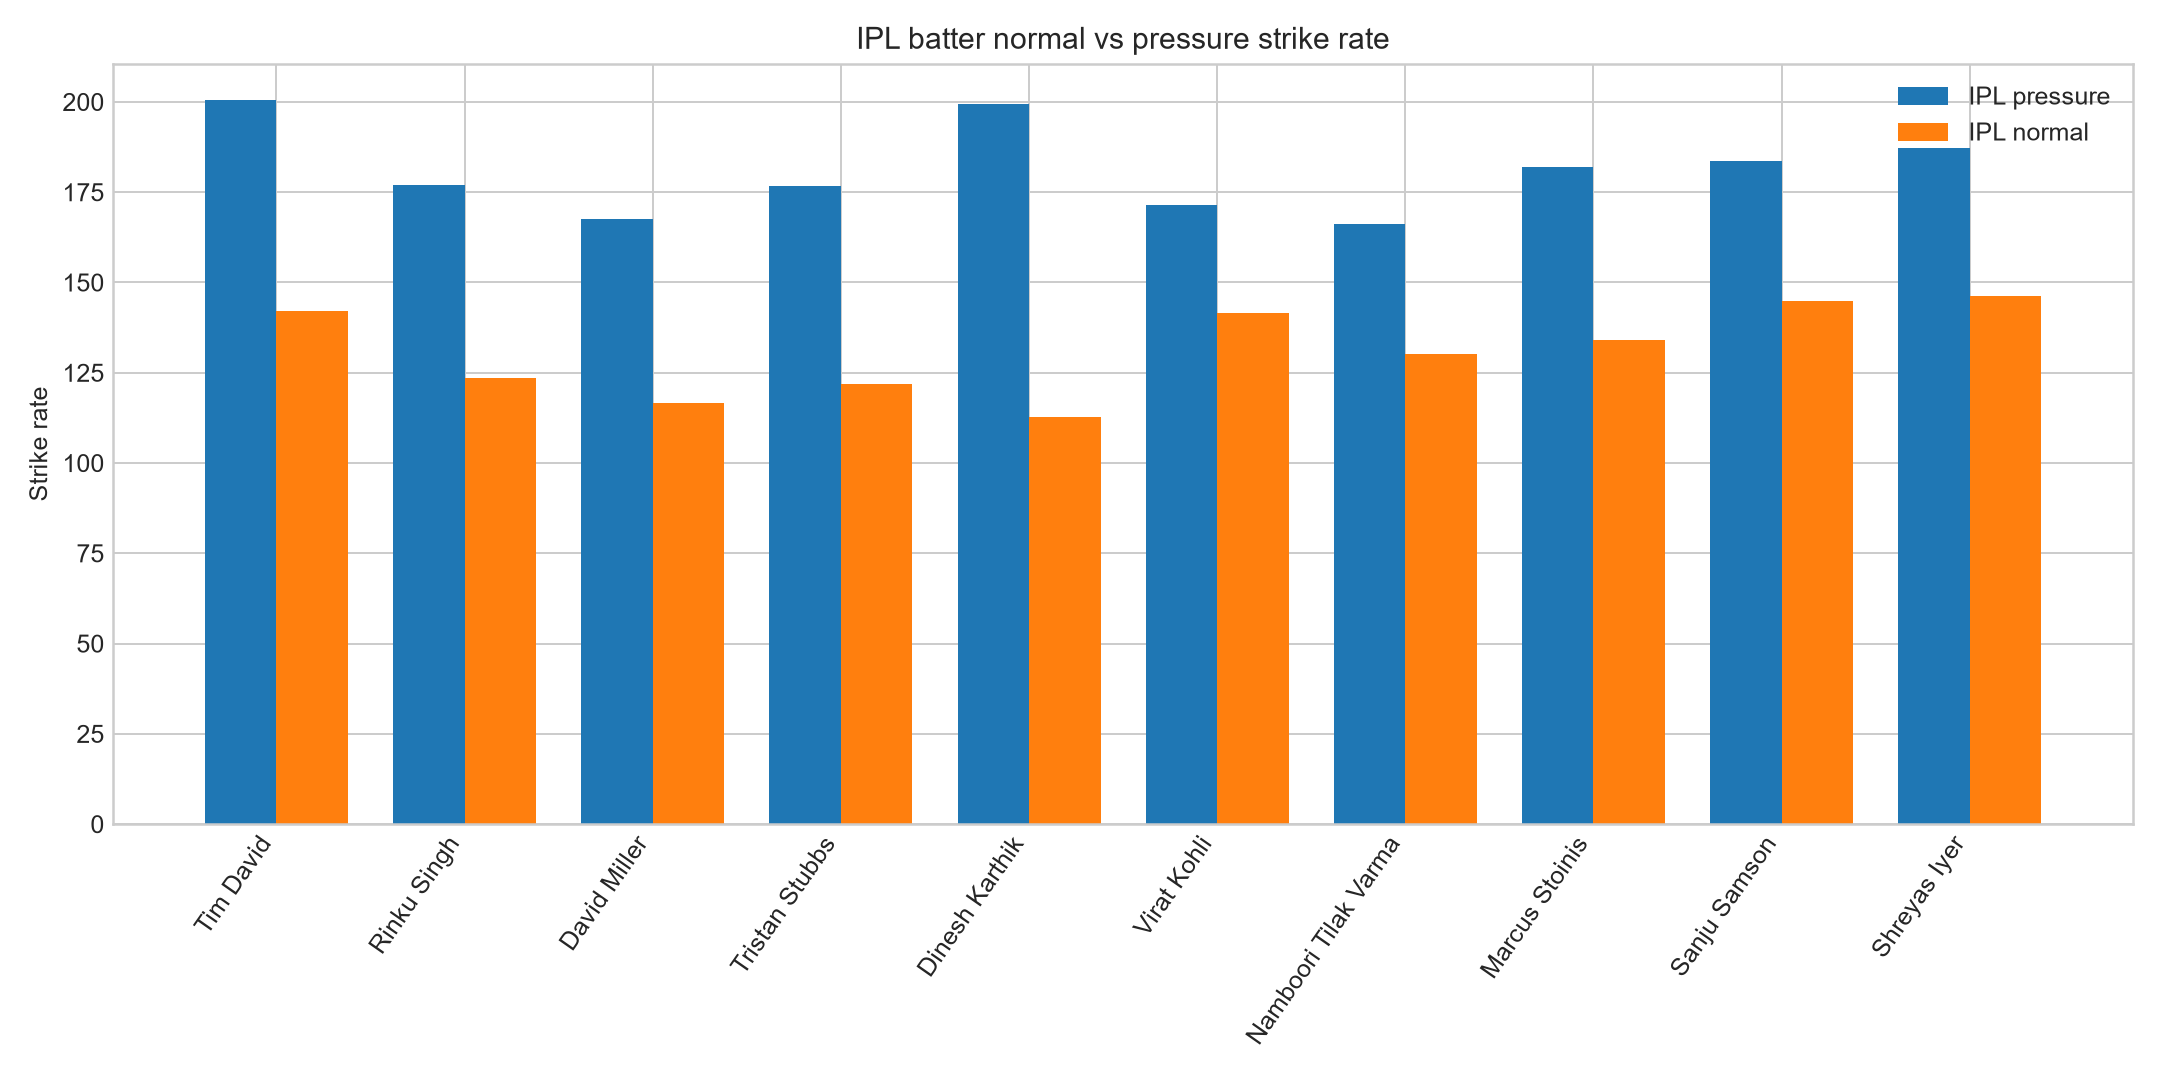 IPL batter normal vs pressure strike rate
IPL pressure
IPL normal
Strike rate
200
175
150
125
100
75
50
25
0
Tim David
Rinku Singh
David Miller
Tristan Stubbs
Dinesh Karthik
Virat Kohli
Namboori Tilak Varma
Marcus Stoinis
Sanju Samson
Shreyas Iyer